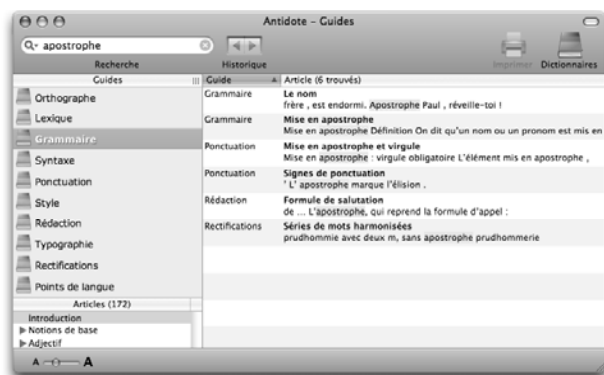 Antidote – Guides
apostrophe
Recherche
Historique
Imprimer
Dictionnaires
Guides
Orthographe
Lexique
Grammaire
Syntaxe
Ponctuation
Style
Rédaction
Typographie
Rectifications
Points de langue
Articles (172)
Introduction
Notions de base
Adjectif
A A
Guide Article (6 trouvés)
Grammaire Le nom
frère , est endormi. Apostrophe Paul , réveille-toi !
Grammaire Mise en apostrophe
Mise en apostrophe Définition On dit qu'un nom ou un pronom est mis en
Ponctuation Mise en apostrophe et virgule
Mise en apostrophe : virgule obligatoire L'élément mis en apostrophe ,
Ponctuation Signes de ponctuation
' L' apostrophe marque l'élision .
Rédaction Formule de salutation
de ... L'apostrophe, qui reprend la formule d'appel :
Rectifications Séries de mots harmonisées
prudhommie avec deux m, sans apostrophe prudhommerie